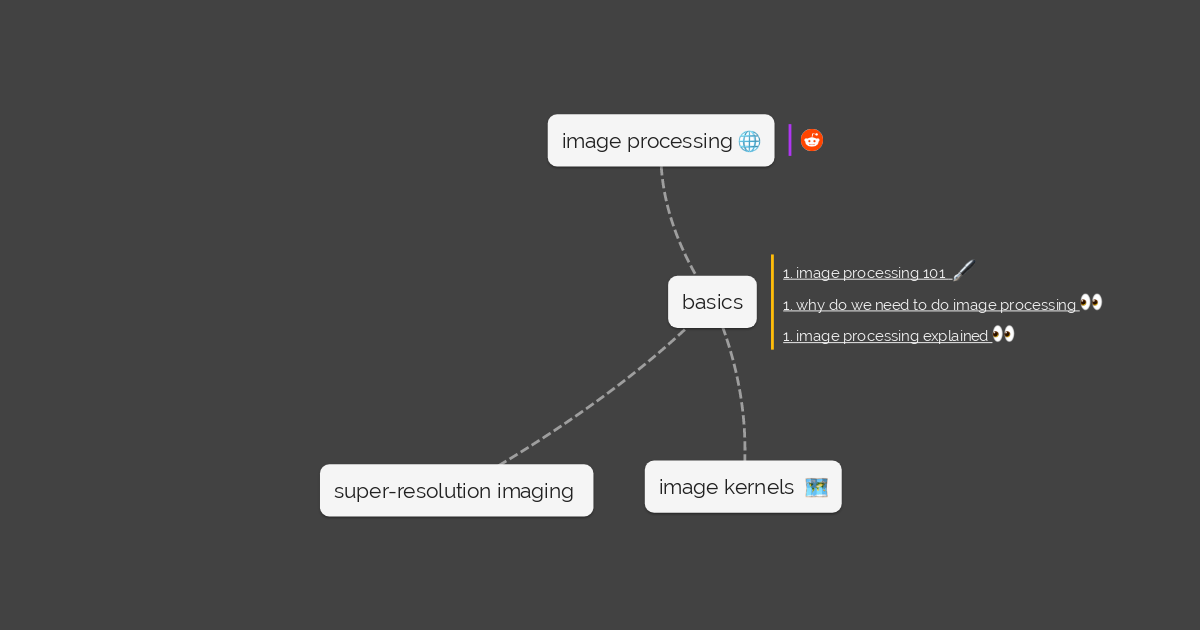 image processing 🌐
basics
1. image processing 101 🖌️
1. why do we need to do image processing 👀
1. image processing explained 👀
super-resolution imaging
image kernels 🗺️